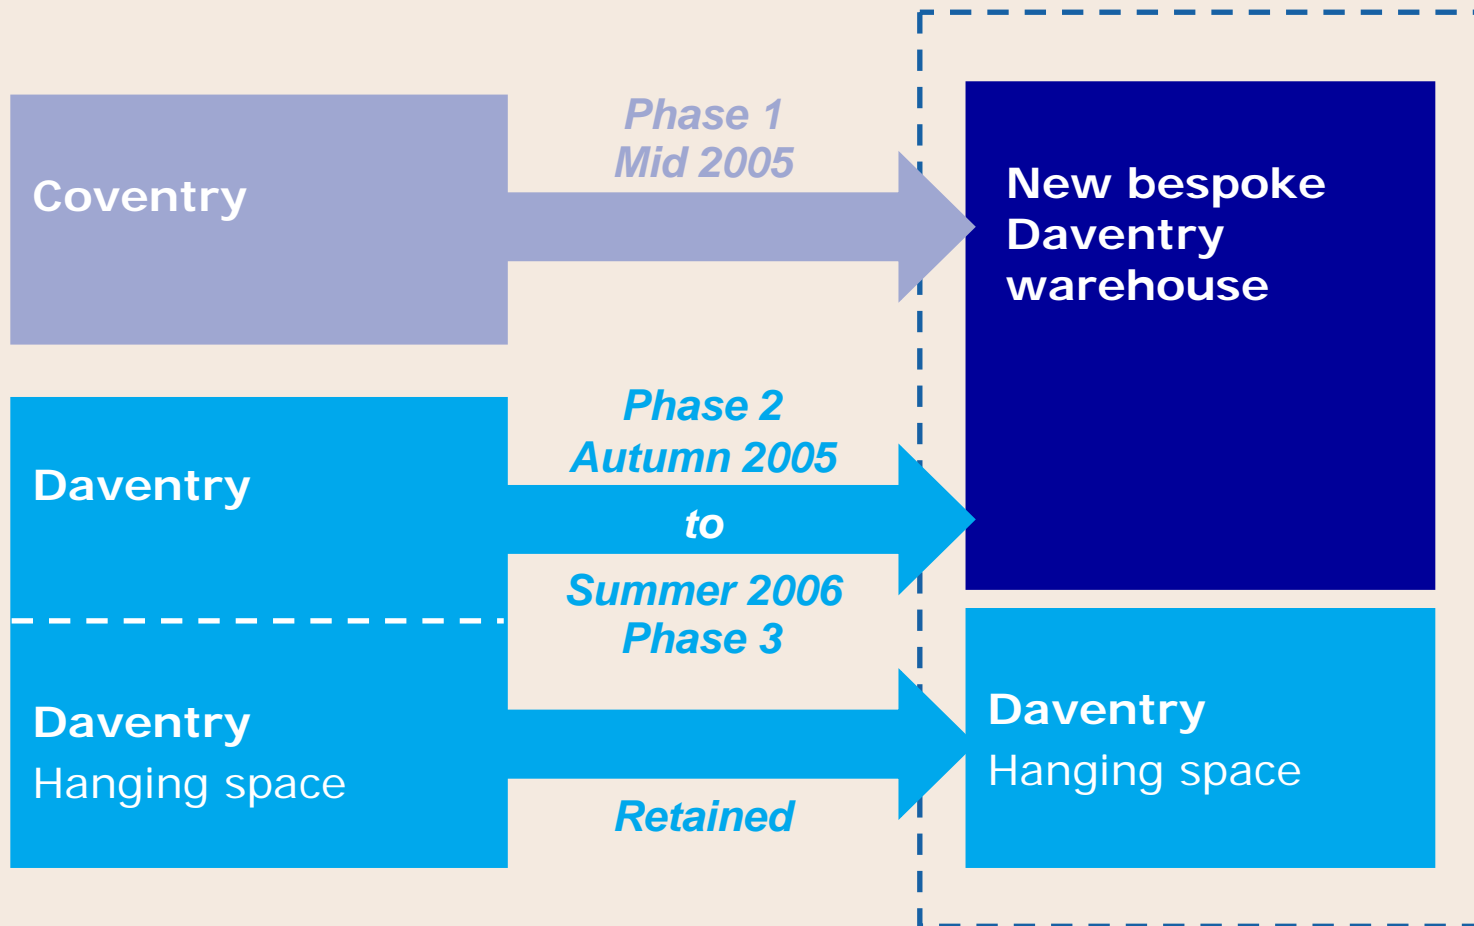 Coventry
Phase 1
Mid 2005
New bespoke
Daventry
warehouse
Daventry
Phase 2
Autumn 2005
to
Summer 2006
Phase 3
Daventry
Hanging space
Retained
Daventry
Hanging space